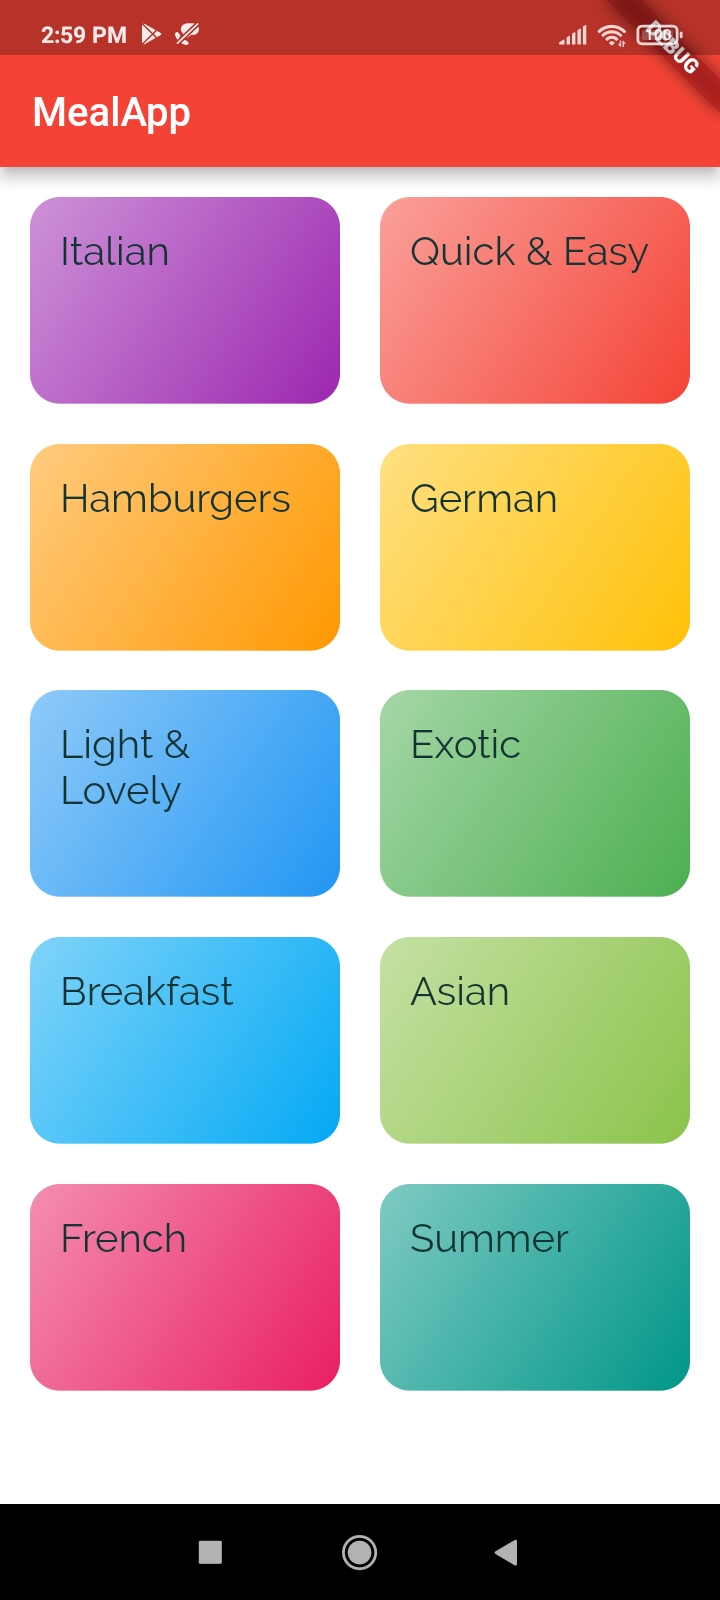 2:59 PM
100
DEBUG
MealApp
Italian
Quick & Easy
Hamburgers
German
Light &
Lovely
Exotic
Breakfast
Asian
French
Summer